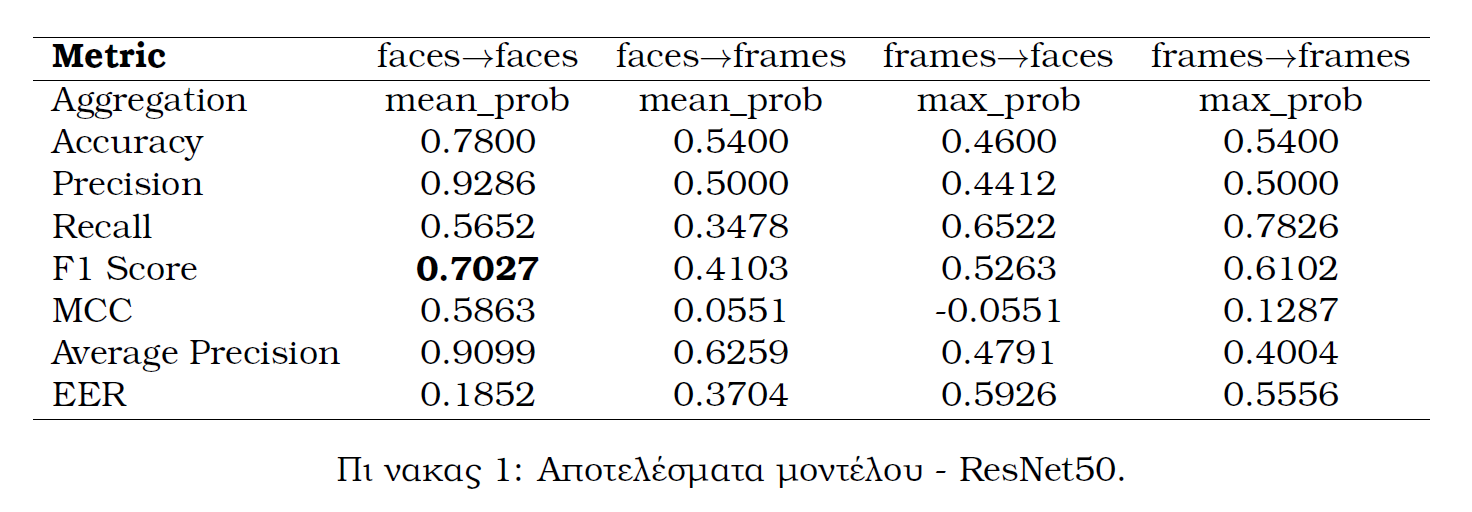 Metric faces→faces faces→frames frames→faces frames→frames
Aggregation mean_prob mean_prob max_prob max_prob
Accuracy 0.7800 0.5400 0.4600 0.5400
Precision 0.9286 0.5000 0.4412 0.5000
Recall 0.5652 0.3478 0.6522 0.7826
F1 Score 0.7027 0.4103 0.5263 0.6102
MCC 0.5863 0.0551 -0.0551 0.1287
Average Precision 0.9099 0.6259 0.4791 0.4004
EER 0.1852 0.3704 0.5926 0.5556
Πι νακας 1: Αποτελέσματα μοντέλου - ResNet50.